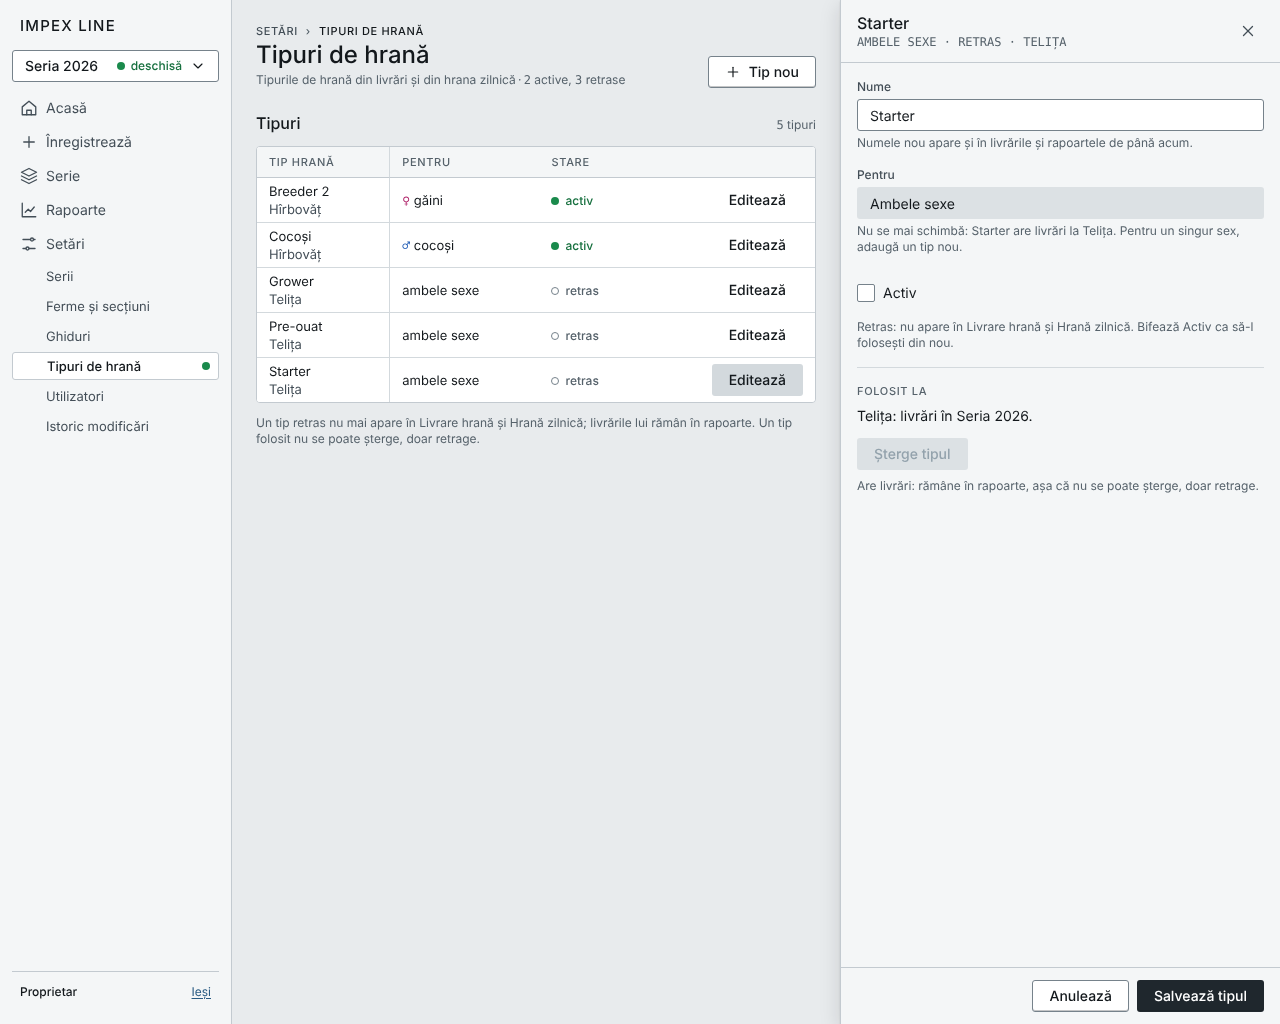 IMPEX LINE
Seria 2026 deschisă
Acasă
Înregistrează
Serie
Rapoarte
Setări
Serii
Ferme și secțiuni
Ghiduri
Tipuri de hrană
Utilizatori
Istoric modificări
Proprietar Ieși
SETĂRI › TIPURI DE HRANĂ
Tipuri de hrană
Tipurile de hrană din livrări și din hrana zilnică · 2 active, 3 retrase
Tip nou
Tipuri 5 tipuri
TIP HRANĂ PENTRU STARE
Breeder 2
Hîrbovăț
♀ găini activ Editează
Cocoși
Hîrbovăț
♂ cocoși activ Editează
Grower
Telița
ambele sexe retras Editează
Pre-ouat
Telița
ambele sexe retras Editează
Starter
Telița
ambele sexe retras Editează
Un tip retras nu mai apare în Livrare hrană și Hrană zilnică; livrările lui rămân în rapoarte. Un tip
folosit nu se poate șterge, doar retrage.
Starter
AMBELE SEXE · RETRAS · TELIȚA
Nume
Starter
Numele nou apare și în livrările și rapoartele de până acum.
Pentru
Ambele sexe
Nu se mai schimbă: Starter are livrări la Telița. Pentru un singur sex,
adaugă un tip nou.
Activ
Retras: nu apare în Livrare hrană și Hrană zilnică. Bifează Activ ca să-l
folosești din nou.
FOLOSIT LA
Telița: livrări în Seria 2026.
Șterge tipul
Are livrări: rămâne în rapoarte, așa că nu se poate șterge, doar retrage.
Anulează Salvează tipul